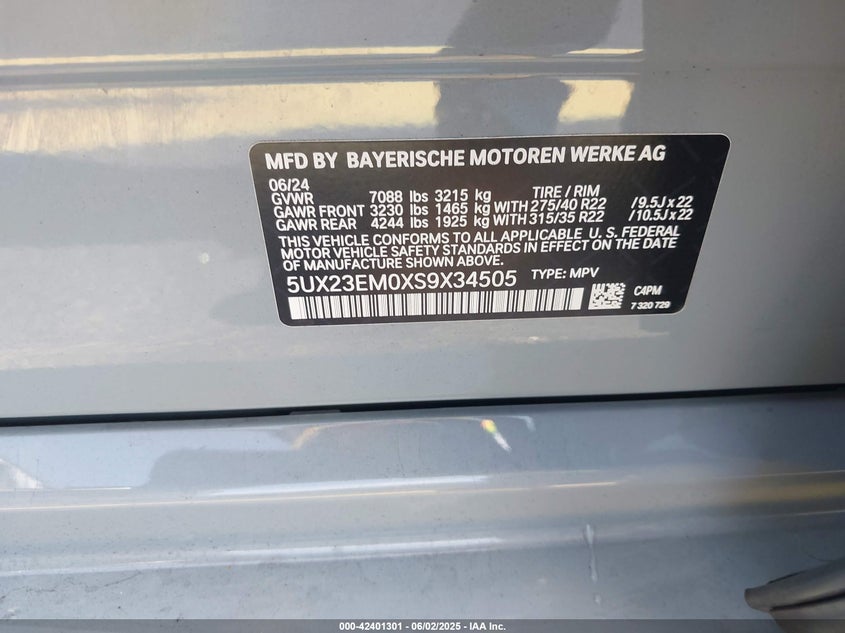 MFD BY BAYERISCHE MOTOREN WERKE AG
06/24 TIRE / RIM
GVWR 7088 lbs 3215 kg
GAWR FRONT 3230 lbs 1465 kg WITH 275/40 R22 /9.5J x 22
GAWR REAR 4244 lbs 1925 kg WITH 315/35 R22 /10.5J x 22
THIS VEHICLE CONFORMS TO ALL APPLICABLE U. S. FEDERAL
MOTOR VEHICLE SAFETY STANDARDS IN EFFECT ON THE DATE
OF MANUFACTURE SHOWN ABOVE.
5UX23EM0XS9X34505 TYPE: MPV
C4PM
7 320 729
000-42401301 | 06/02/2025 - IAA Inc.